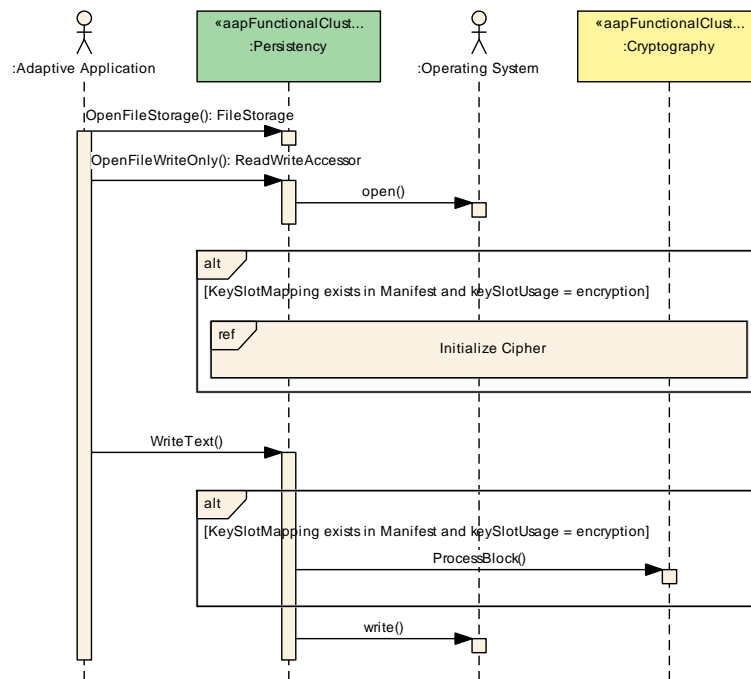 «aapFunctionalClust...
:Persistency
«aapFunctionalClust...
:Cryptography
:Adaptive Application
:Operating System
OpenFileStorage(): FileStorage
OpenFileWriteOnly(): ReadWriteAccessor
open()
alt
[KeySlotMapping exists in Manifest and keySlotUsage = encryption]
ref
Initialize Cipher
WriteText()
alt
[KeySlotMapping exists in Manifest and keySlotUsage = encryption]
ProcessBlock()
write()